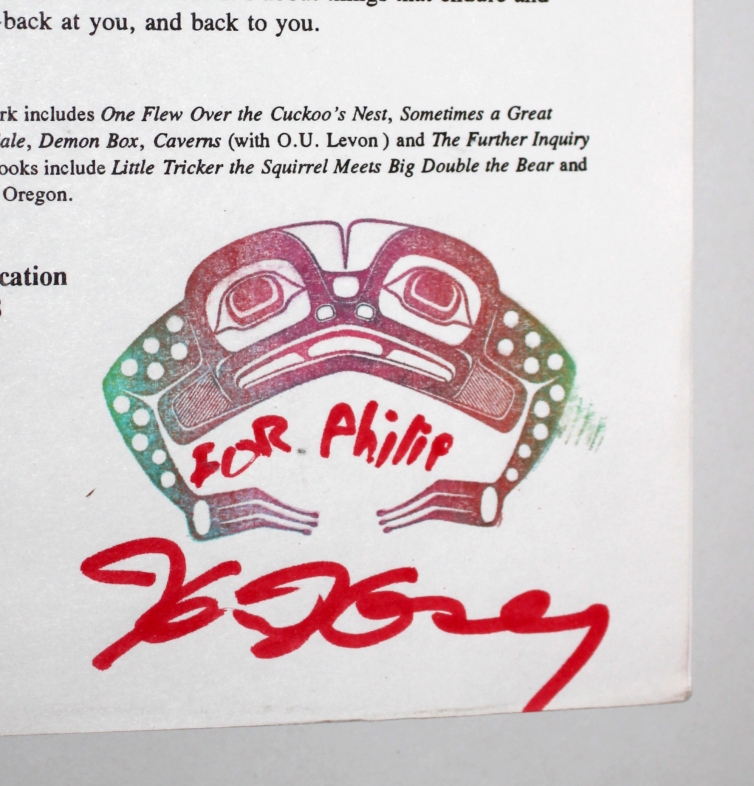 back at you, and back to you.
rk includes One Flew Over the Cuckoo's Nest, Sometimes a Great
ale, Demon Box, Caverns (with O.U. Levon) and The Further Inquiry
ooks include Little Tricker the Squirrel Meets Big Double the Bear and
Oregon.
cation
FOR Philip
Kesey